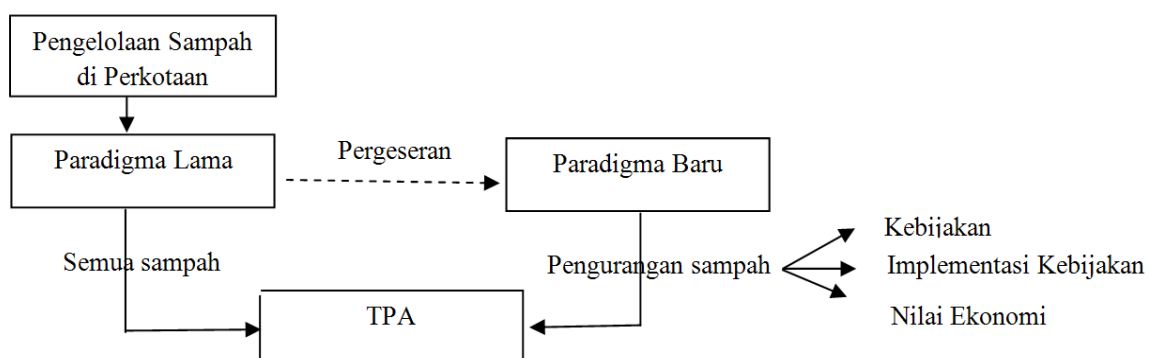 Pengelolaan Sampah
di Perkotaan
Paradigma Lama
Pergeseran
Paradigma Baru
Semua sampah
Pengurangan sampah
Kebijakan
Implementasi Kebijakan
Nilai Ekonomi
TPA